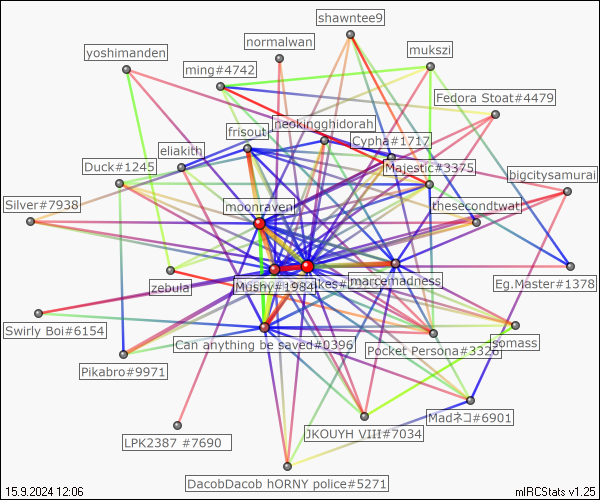 shawntee9
normalwan
mukszi
yoshimanden
ming#4742
Fedora Stoat#4479
neokingghidorah
frisout
Cypha#1717
eliakith
Duck#1245
Majestic#3375
bigcitysamurai
Silver#7938
moonraven
thesecondtwat
zebula
Mushy#1984
marcemadness
Eg.Master#1378
Swirly Boi#6154
Can anything be saved#0396
Pocket Persona#3326
somass
Pikabro#9971
Madネコ#6901
JKOUYH VIII#7034
LPK2387 #7690
DacobDacob hORNY police#5271
15.9.2024 12:06
mIRCStats v1.25